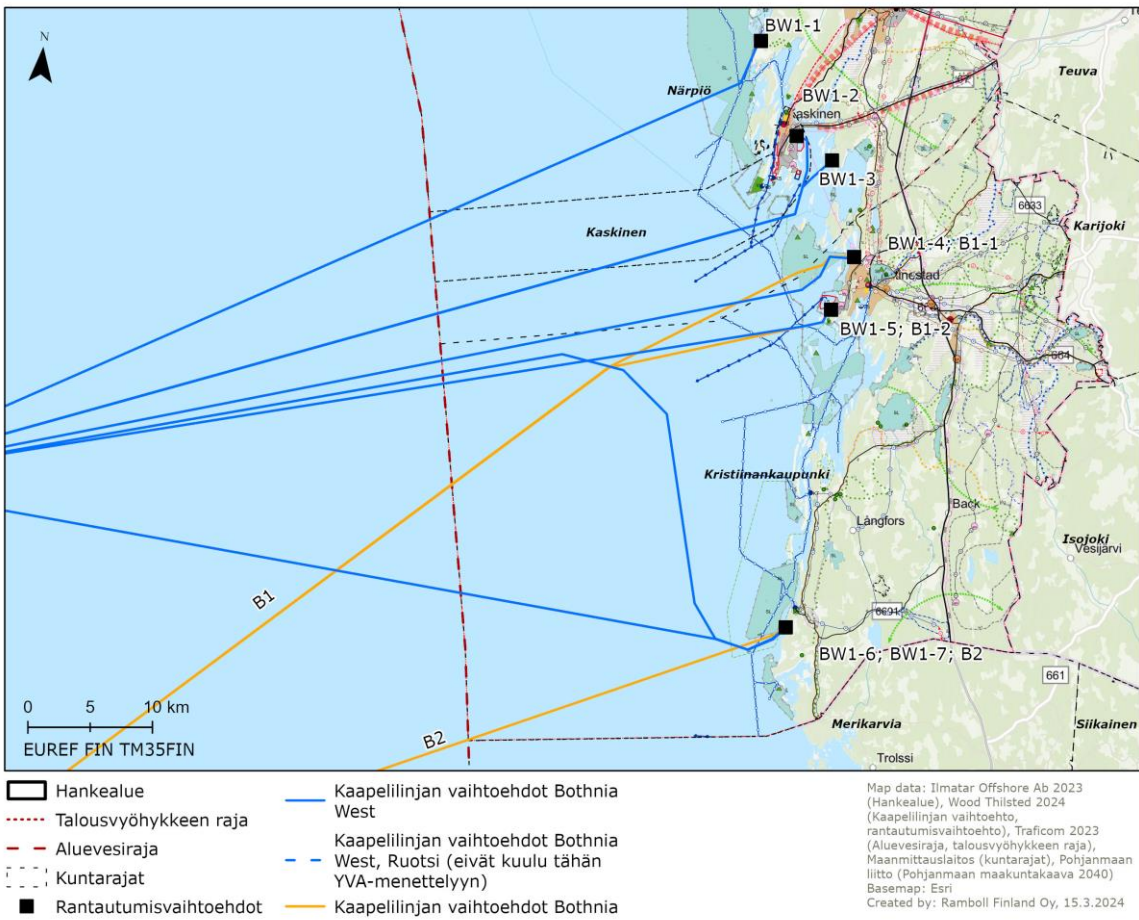 N
BW1-1
Teuva
Närpiö
BW1-2
askinen
BW1-3
6633
Karijoki
Kaskinen
BW1-4; B1-1
BW1-5; B1-2
664
Kristiinankaupunki
Back
Långfors
Isojoki
Vesijärvi
B1
6691
BW1-6; BW1-7; B2
661
0 5 10 km
B2
Merikarvia
Siikainen
EUREF FIN TM35FIN
Trolssi
Hankealue
Talousvyöhykkeen raja
Aluevesiraja
Kuntarajat
Rantautumisvaihtoehdot
Kaapelilinjan vaihtoehdot Bothnia
West
Kaapelilinjan vaihtoehdot Bothnia
West, Ruotsi (eivät kuulu tähän
YVA-menettelyyn)
Kaapelilinjan vaihtoehdot Bothnia
Map data: Ilmatar Offshore Ab 2023
(Hankealue), Wood Thilsted 2024
(Kaapelilinjan vaihtoehto,
rantautumisvaihtoehto), Traficom 2023
(Aluevesiraja, talousvyöhykkeen raja),
Maanmittauslaitos (kuntarajat), Pohjanmaan
liitto (Pohjanmaan maakuntakaava 2040)
Basemap: Esri
Created by: Ramboll Finland Oy, 15.3.2024